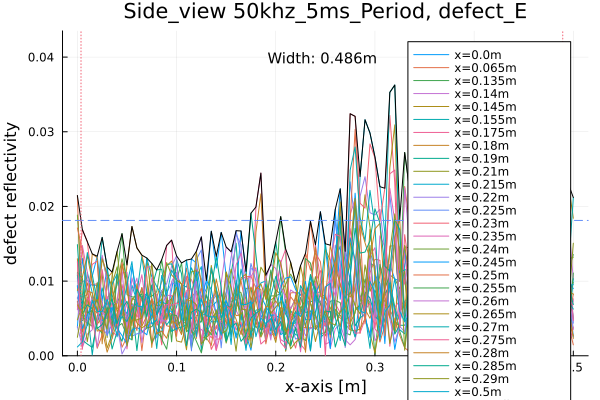 Side_view 50khz_5ms_Period, defect_E
Width: 0.486m
defect reflectivity
0.04
0.03
0.02
0.01
0.00
0.0
0.1
0.2
0.3
.5
x-axis [m]
x=0.0m
x=0.065m
x=0.135m
x=0.14m
x=0.145m
x=0.155m
x=0.175m
x=0.18m
x=0.19m
x=0.21m
x=0.215m
x=0.22m
x=0.225m
x=0.23m
x=0.235m
x=0.24m
x=0.245m
x=0.25m
x=0.255m
x=0.26m
x=0.265m
x=0.27m
x=0.275m
x=0.28m
x=0.285m
x=0.29m
x=0.5m